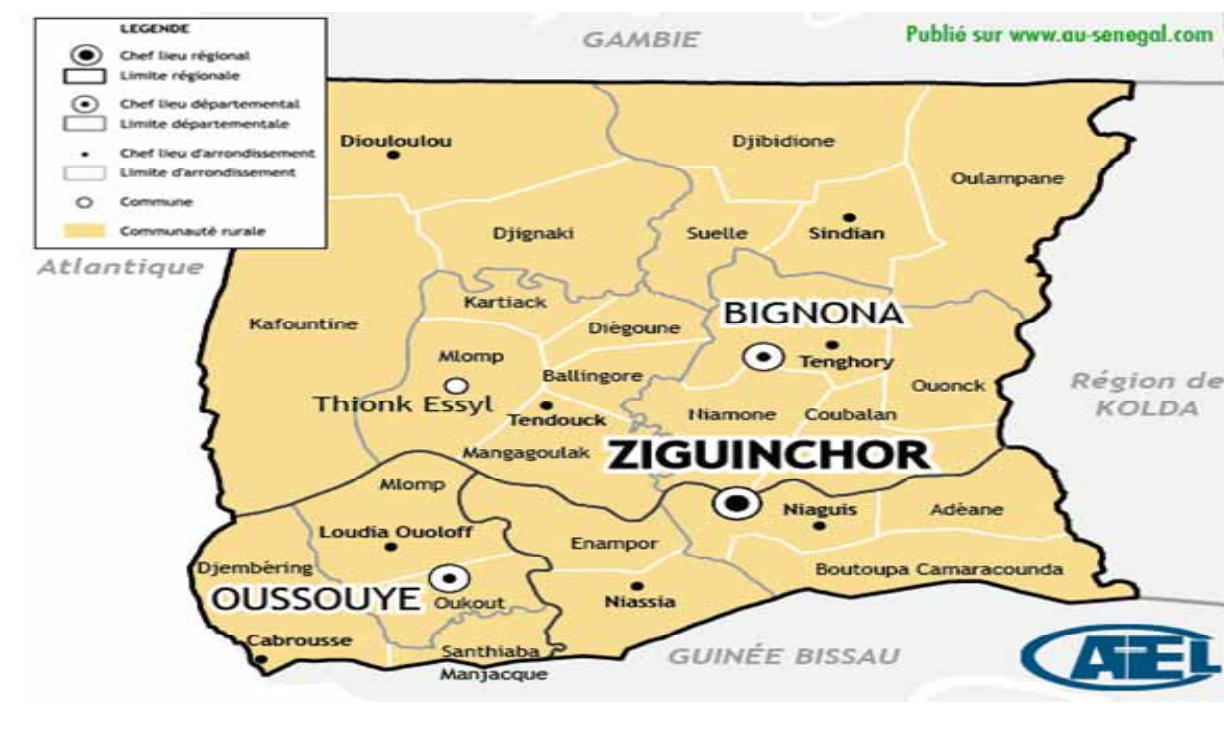 LEGENDE
Chef lieu régional
Limite régionale
Chef lieu départemental
Limite départementale
Chef lieu d'arrondissement
Limite d'arrondissement
Commune
Communauté rurale
GAMBIE
Publié sur www.au-senegal.com
Diouloulou
Djibidione
Oulampane
Djignaki
Suelle
Sindian
Atlantique
Kartiack
Kafountine
Diègoune
BIGNONA
Mlomp
Tenghory
Ballingore
Ouonck
Région de
KOLDA
Thionk Essyl
Tendouck
Niamone
Coubalan
Mangagoulak
ZIGUINCHOR
Mlomp
Niaguis
Adèane
Loudia Ouoloff
Enampor
Djembèring
Boutoupa Camaracounda
OUSSOUYE
Oukout
Niassia
Cabrousse
Santhiaba
Manjacque
GUINÉE BISSAU
ATEL